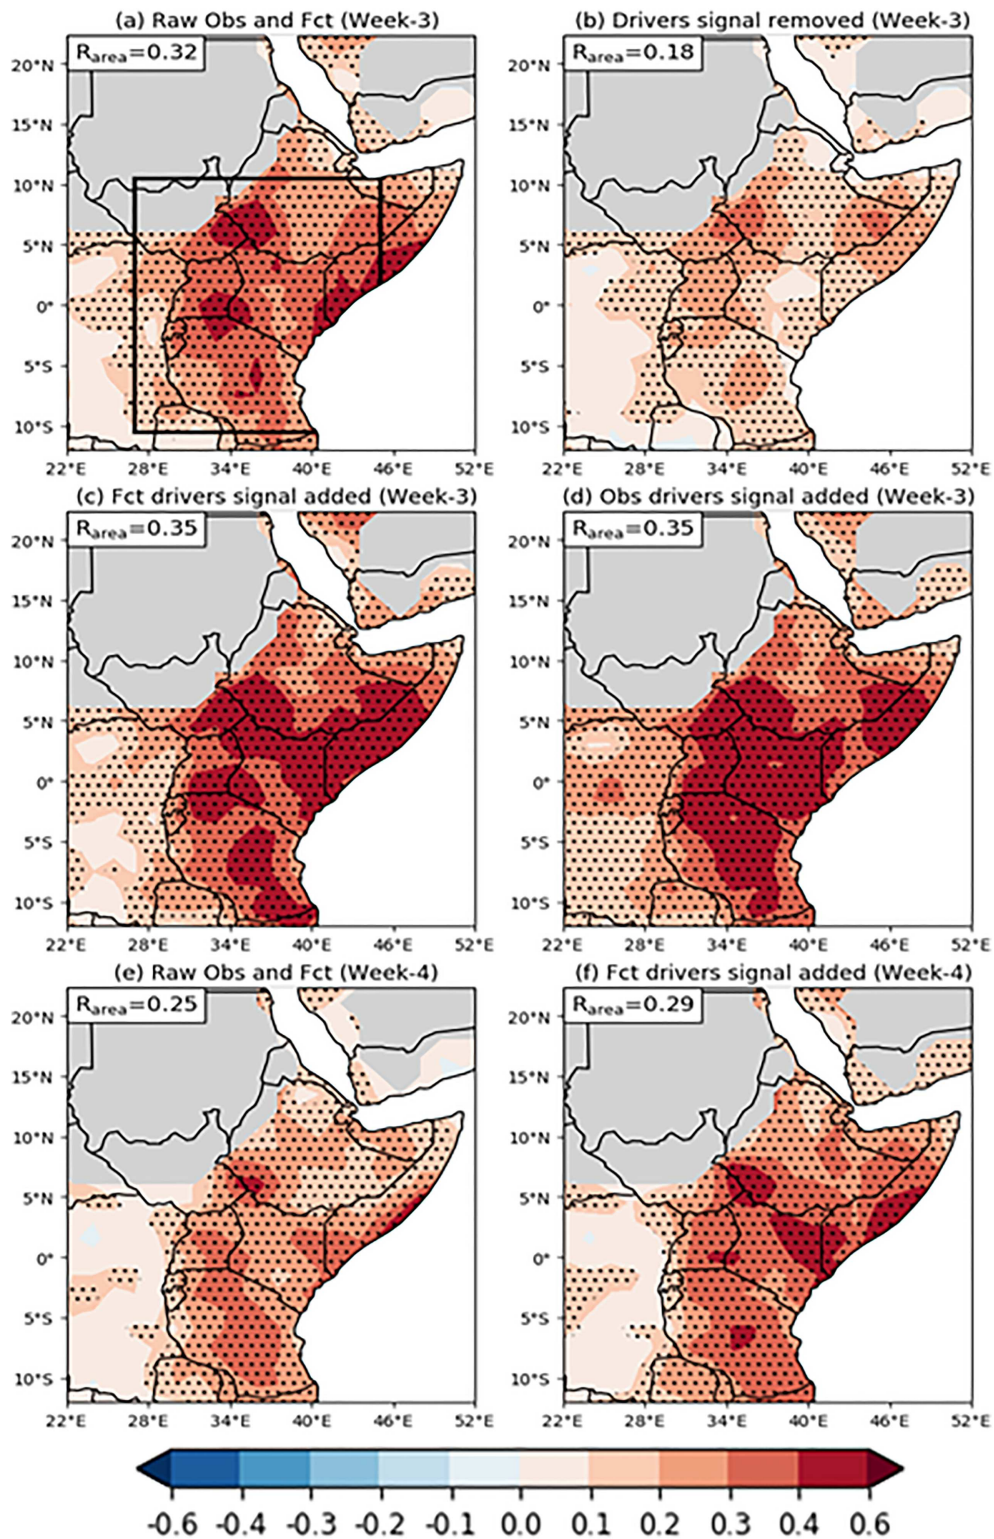 (a) Raw Obs and Fct (Week-3)
(b) Drivers signal removed (Week-3)
R_area=0.32
R_area=0.18
20°N
15°N
10°N
5°N
0°
5°S
10°S
20°N
15°N
10°N
5°N
0°
5°S
10°S
22°E 28°E 34°E 40°E 46°E 52°E
22°E 28°E 34°E 40°E 46°E 52°E
(c) Fct drivers signal added (Week-3)
(d) Obs drivers signal added (Week-3)
R_area=0.35
R_area=0.35
20°N
15°N
10°N
5°N
0°
5°S
10°S
20°N
15°N
10°N
5°N
0°
5°S
10°S
22°E 28°E 34°E 40°E 46°E 52°E
22°E 28°E 34°E 40°E 46°E 52°E
(e) Raw Obs and Fct (Week-4)
(f) Fct drivers signal added (Week-4)
R_area=0.25
R_area=0.29
20°N
15°N
10°N
5°N
0°
5°S
10°S
20°N
15°N
10°N
5°N
0°
5°S
10°S
22°E 28°E 34°E 40°E 46°E 52°E
22°E 28°E 34°E 40°E 46°E 52°E
-0.6 -0.4 -0.3 -0.2 -0.1 0.0 0.1 0.2 0.3 0.4 0.6